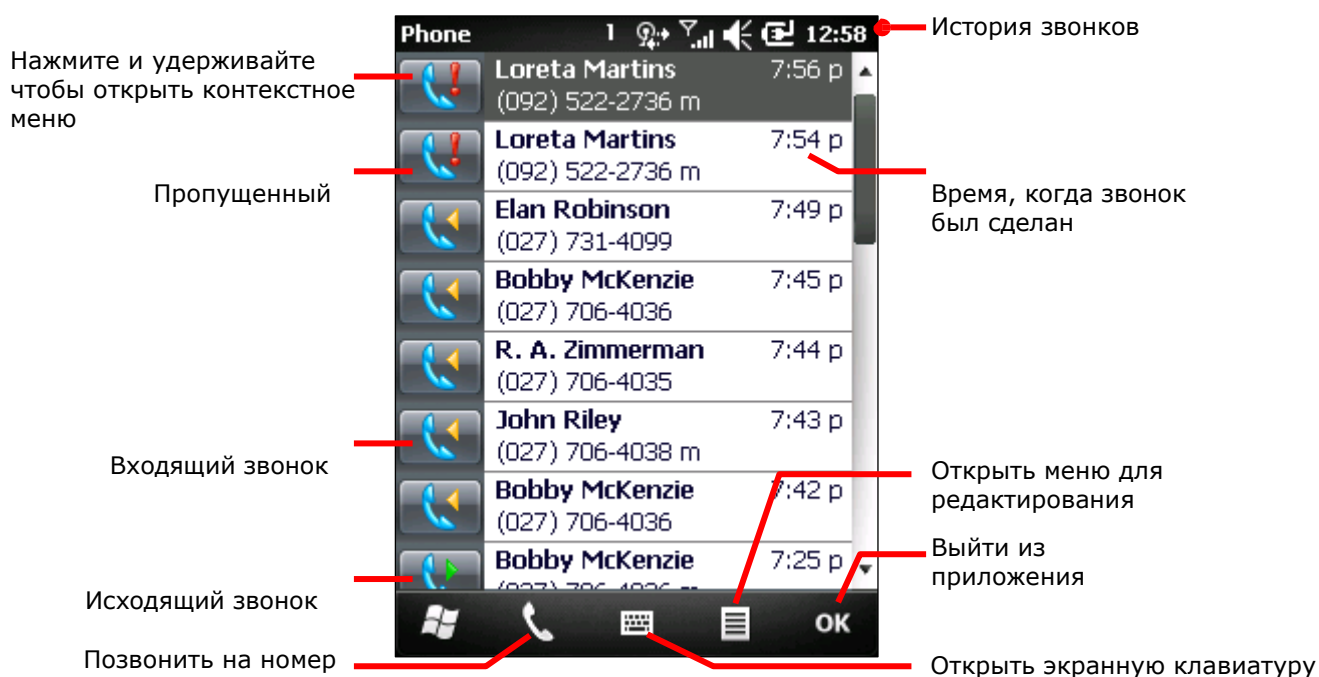 Phone 1 12:58
История звонков
Нажмите и удерживайте
чтобы открыть контекстное
меню
Loreta Martins 7:56 p
(092) 522-2736 m
Loreta Martins 7:54 p
(092) 522-2736 m
Пропущенный
Время, когда звонок
был сделан
Elan Robinson 7:49 p
(027) 731-4099
Bobby McKenzie 7:45 p
(027) 706-4036
R. A. Zimmerman 7:44 p
(027) 706-4035
John Riley 7:43 p
(027) 706-4038 m
Входящий звонок
Открыть меню для
редактирования
Bobby McKenzie 7:42 p
(027) 706-4036
Выйти из
приложения
Bobby McKenzie 7:25 p
Исходящий звонок
OK
Позвонить на номер
Открыть экранную клавиатуру